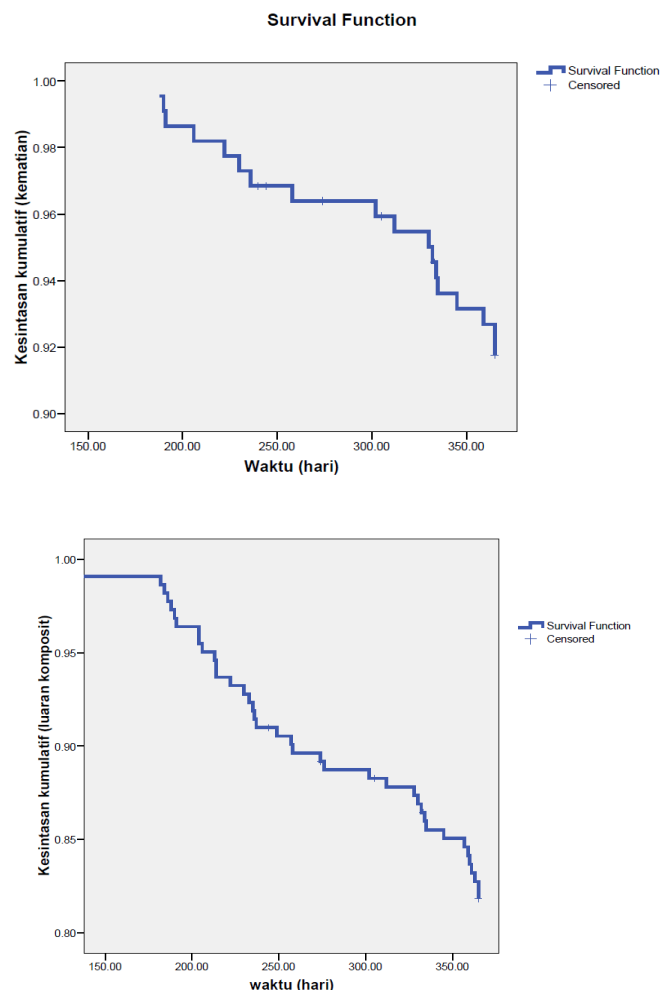 Survival Function
Kesintasan kumulatif (kematian)
1.00
0.98
0.96
0.94
0.92
0.90
150.00 200.00 250.00 300.00 350.00
Waktu (hari)
Survival Function
Censored
Kesintasan kumulatif (luaran komposit)
1.00
0.95
0.90
0.85
0.80
150.00 200.00 250.00 300.00 350.00
waktu (hari)
Survival Function
Censored